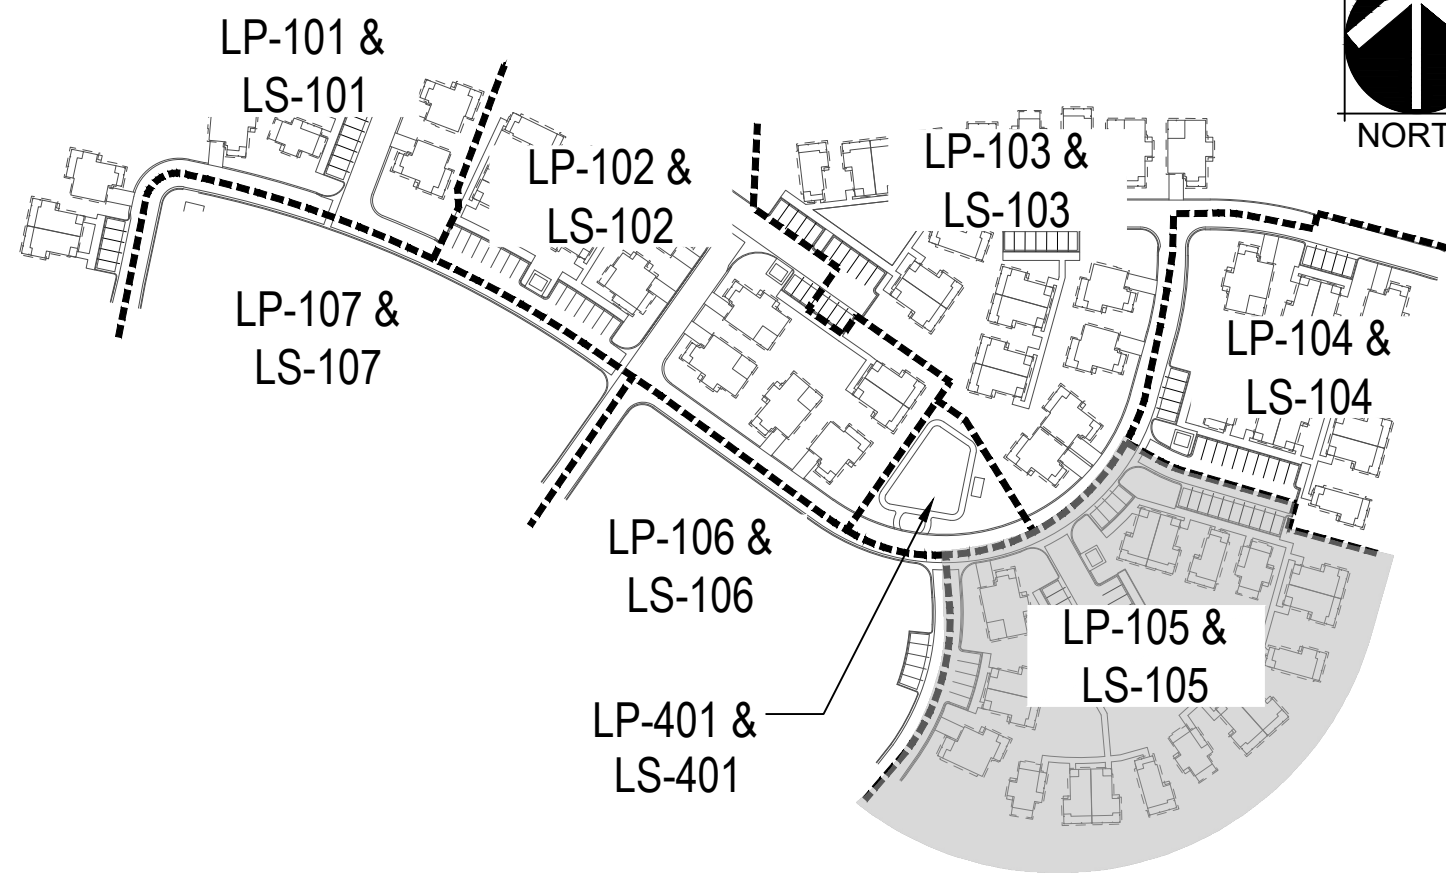 LP-101 &
LS-101
NORT
LP-102 &
LS-102
LP-103 &
LS-103
LP-107 &
LS-107
LP-104 &
LS-104
LP-106 &
LS-106
LP-105 &
LS-105
LP-401 &
LS-401